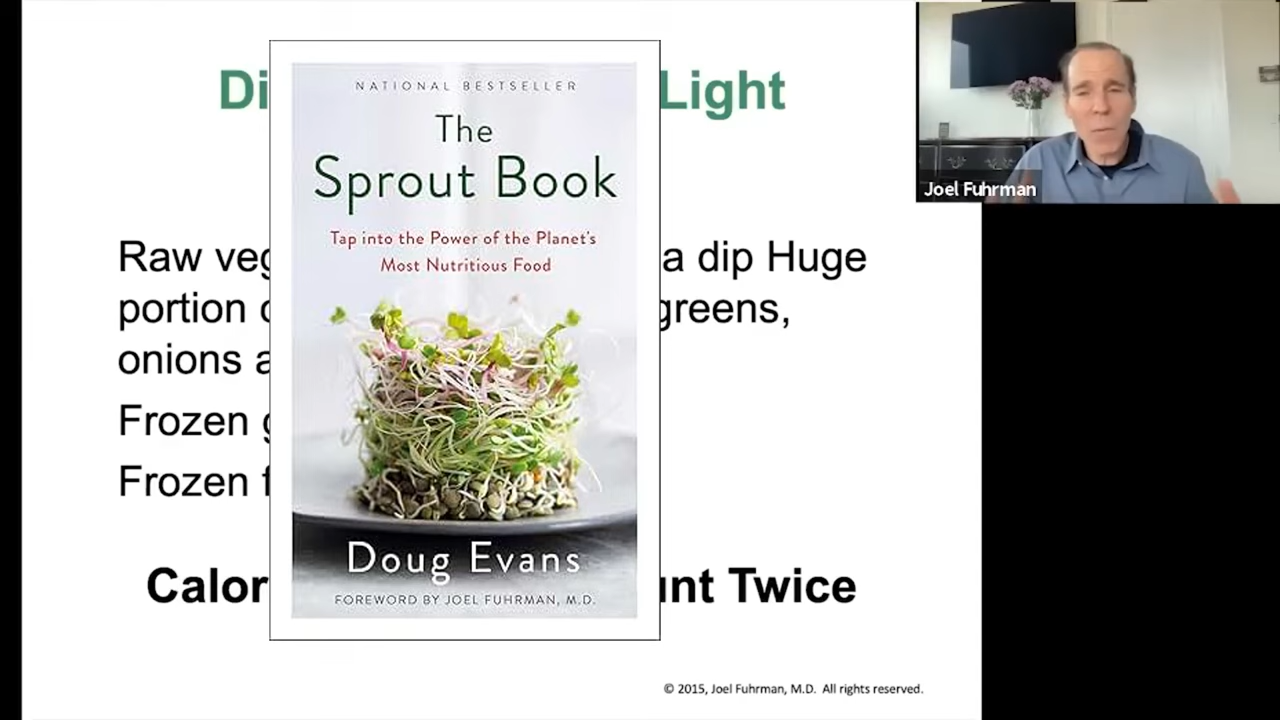 Di
Light
NATIONAL BESTSELLER
The
Sprout Book
Tap into the Power of the Planet's
Most Nutritious Food
Doug Evans
FOREWORD BY JOEL FUHRMAN, M.D.
Raw veg
a dip Huge
portion
greens,
onions a
Frozen g
Frozen f
Calor
unt Twice
© 2015, Joel Fuhrman, M.D. All rights reserved.
Joel Fuhrman